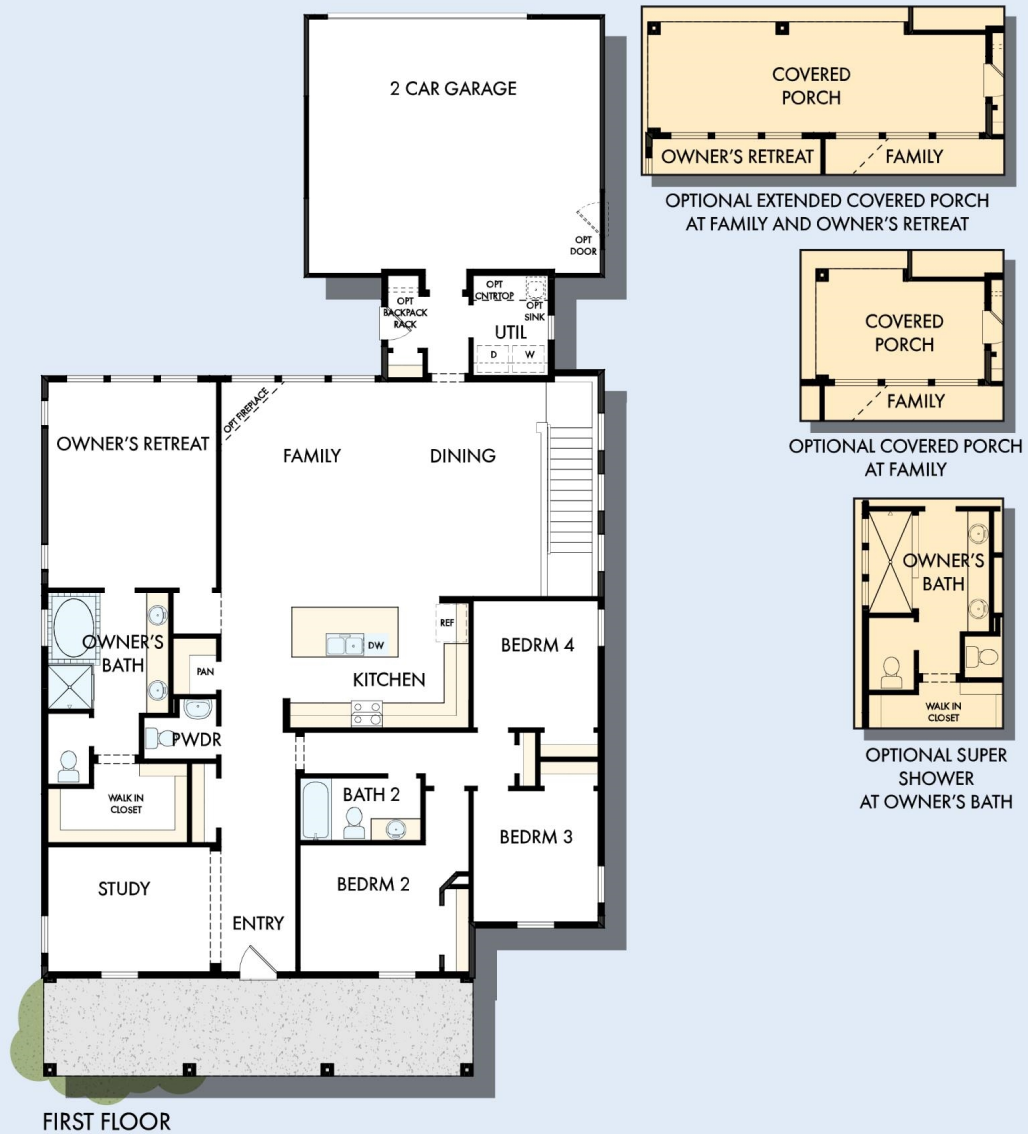 2 CAR GARAGE
OPT
DOOR
OPT
BACKPACK
RACK
OPT
CNTRTOP
OPT
SINK
UTIL
D
W
OWNER'S RETREAT
OPT FIREPLACE
FAMILY
DINING
OWNER'S
BATH
PAN
PWDR
REF
DW
KITCHEN
BEDRM 4
WALK IN
CLOSET
BATH 2
BEDRM 3
STUDY
BEDRM 2
ENTRY
FIRST FLOOR
COVERED
PORCH
OWNER'S RETREAT
FAMILY
OPTIONAL EXTENDED COVERED PORCH
AT FAMILY AND OWNER'S RETREAT
COVERED
PORCH
FAMILY
OPTIONAL COVERED PORCH
AT FAMILY
OWNER'S
BATH
WALK IN
CLOSET
OPTIONAL SUPER
SHOWER
AT OWNER'S BATH